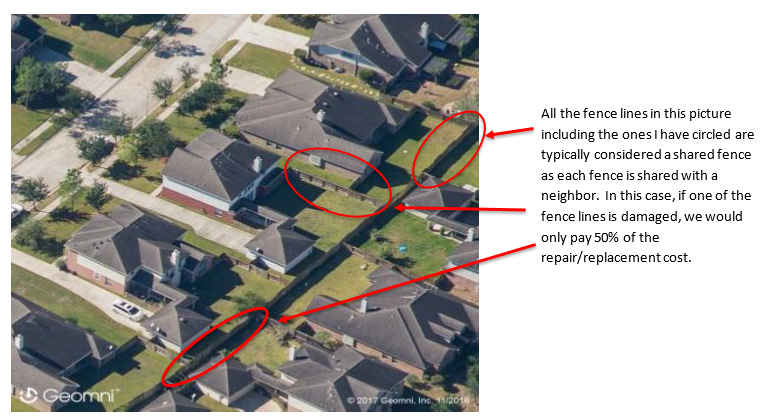 All the fence lines in this picture
including the ones I have circled are
typically considered a shared fence
as each fence is shared with a
neighbor.  In this case, if one of the
fence lines is damaged, we would
only pay 50% of the
repair/replacement cost.
Geomni™
© 2017 Geomni, Inc. 11/2016